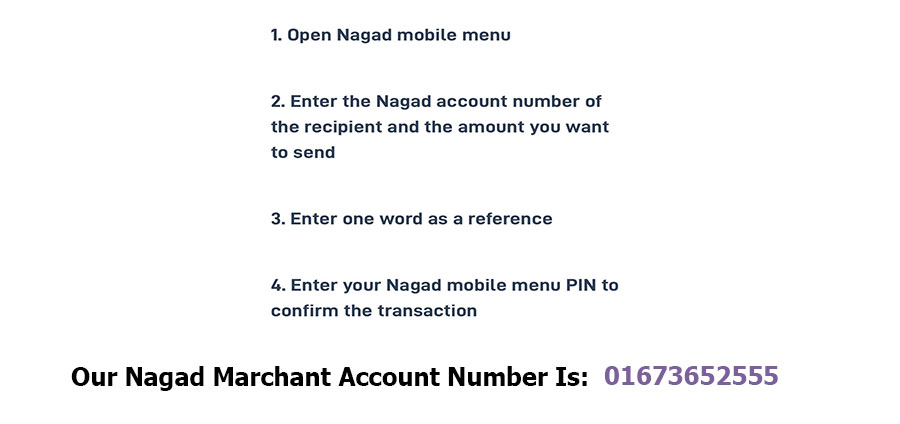 1. Open Nagad mobile menu
2. Enter the Nagad account number of
the recipient and the amount you want
to send
3. Enter one word as a reference
4. Enter your Nagad mobile menu PIN to
confirm the transaction
Our Nagad Marchant Account Number Is: 01673652555